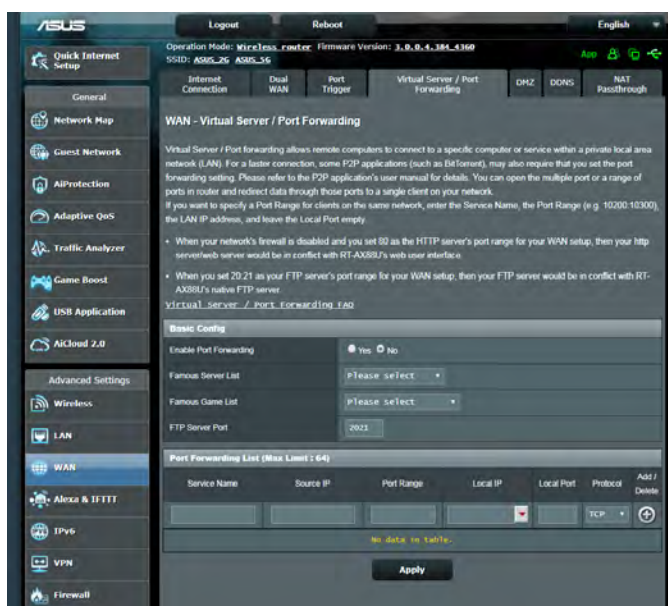 ASUS
Logout
Reboot
English
Quick Internet Setup
Operation Mode: Wireless router Firmware Version: 3.0.0.4.384_4360
SSID: ASUS_2G ASUS_5G
App
Internet Connection
Dual WAN
Port Trigger
Virtual Server / Port Forwarding
DMZ
DDNS
NAT Passthrough
General
Network Map
Guest Network
AiProtection
Adaptive QoS
Traffic Analyzer
Game Boost
USB Application
AiCloud 2.0
Advanced Settings
Wireless
LAN
WAN
Alexa & IFTTT
IPv6
VPN
Firewall
WAN - Virtual Server / Port Forwarding
Virtual Server / Port forwarding allows remote computers to connect to a specific computer or service within a private local area
network (LAN). For a faster connection, some P2P applications (such as BitTorrent), may also require that you set the port
forwarding setting. Please refer to the P2P application's user manual for details. You can open the multiple port or a range of
ports in router and redirect data through those ports to a single client on your network.
If you want to specify a Port Range for clients on the same network, enter the Service Name, the Port Range (e.g. 10200:10300),
the LAN IP address, and leave the Local Port empty.
• When your network's firewall is disabled and you set 80 as the HTTP server's port range for your WAN setup, then your http
server/web server would be in conflict with RT-AX88U's web user interface.
• When you set 20:21 as your FTP server's port range for your WAN setup, then your FTP server would be in conflict with RT-
AX88U's native FTP server.
Virtual Server / Port Forwarding FAQ
Basic Config
Enable Port Forwarding
Yes No
Famous Server List
Please select
Famous Game List
Please select
FTP Server Port
2021
Port Forwarding List (Max Limit : 64)
Service Name
Source IP
Port Range
Local IP
Local Port
Protocol
Add / Delete
TCP
No data in table.
Apply